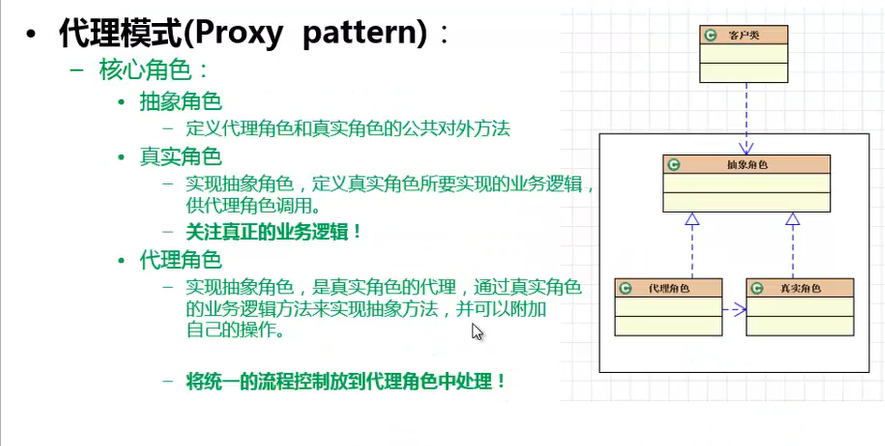 • 代理模式(Proxy pattern)：
– 核心角色：
• 抽象角色
– 定义代理角色和真实角色的公共对外方法
• 真实角色
– 实现抽象角色，定义真实角色所要实现的业务逻辑，
供代理角色调用。
– 关注真正的业务逻辑！
• 代理角色
– 实现抽象角色，是真实角色的代理，通过真实角色
的业务逻辑方法来实现抽象方法，并可以附加
自己的操作。
– 将统一的流程控制放到代理角色中处理！
C 客户类
C 抽象角色
C 代理角色
C 真实角色